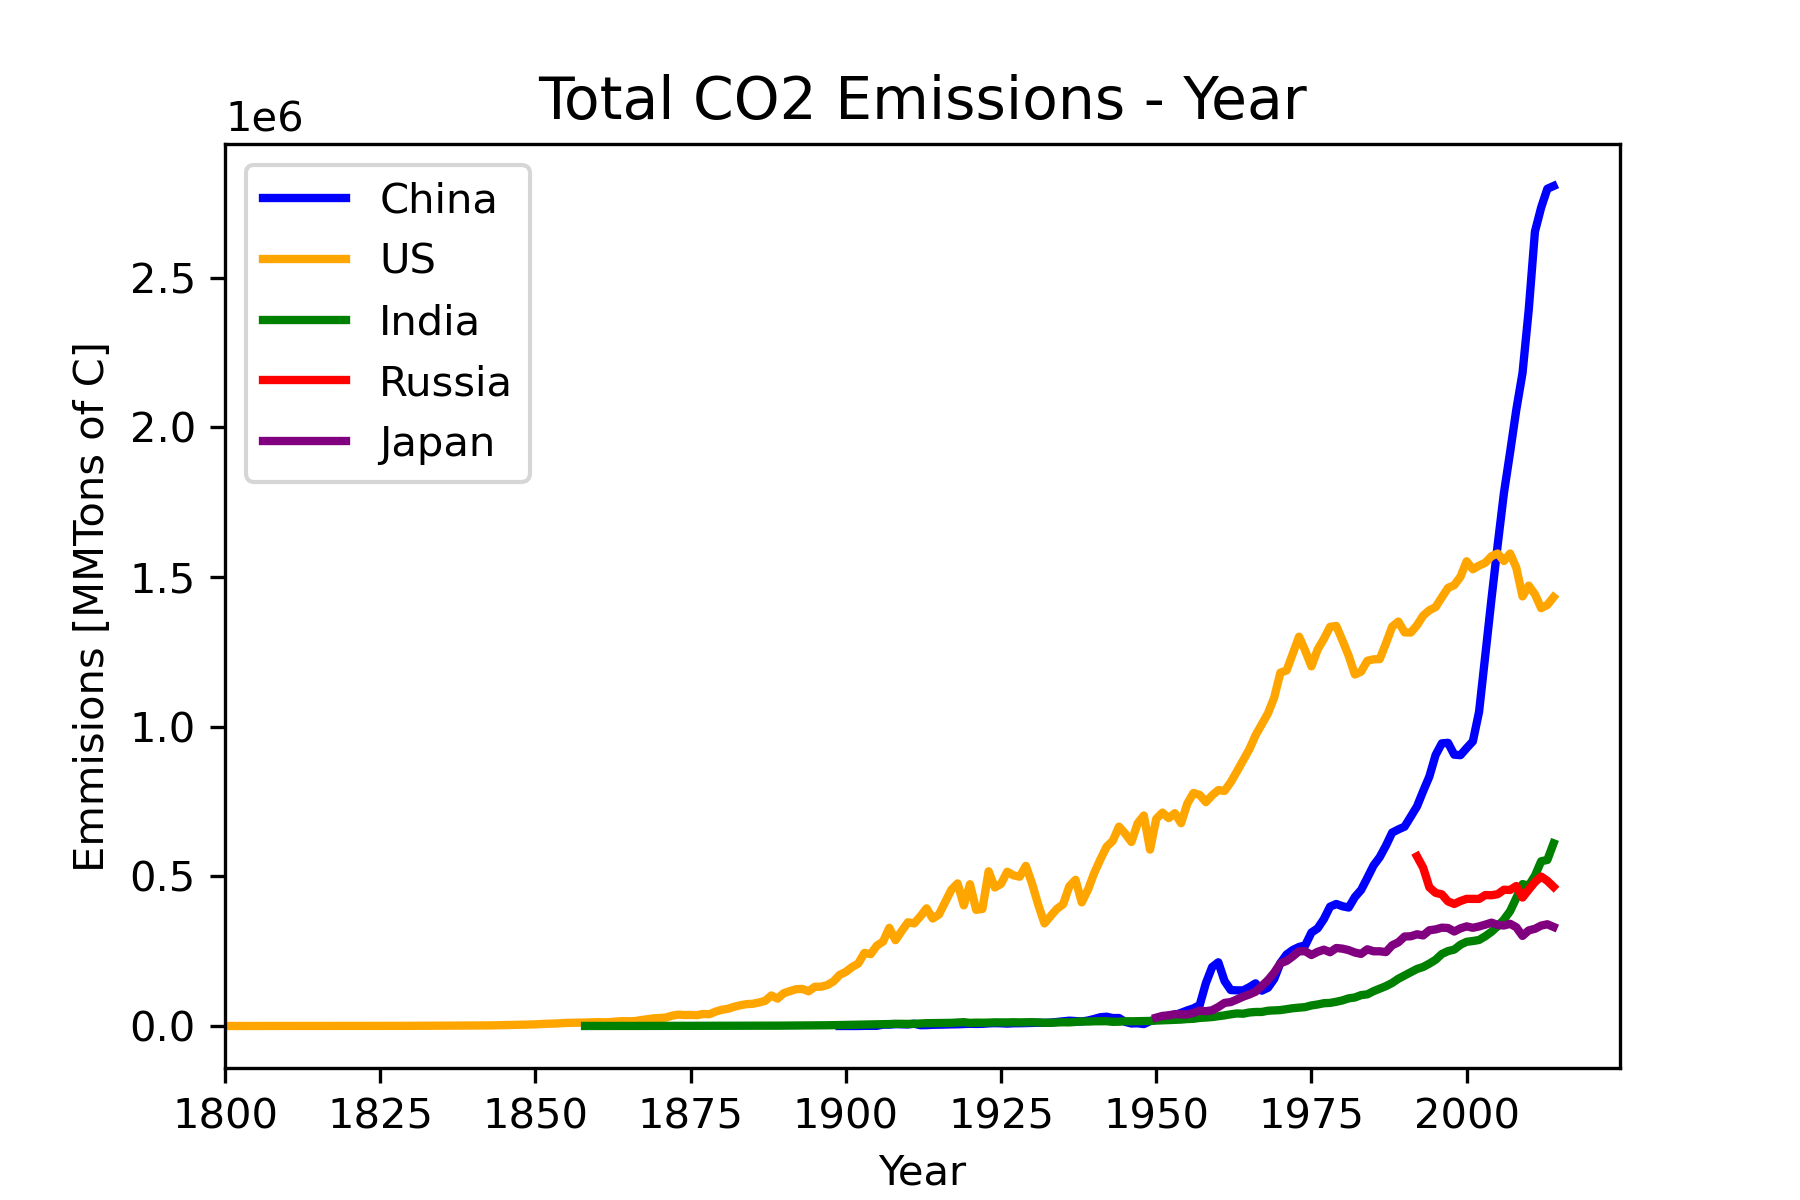 Total CO2 Emissions - Year
1e6
China
US
India
Russia
Japan
Emmisions [MMTons of C]
2.5
2.0
1.5
1.0
0.5
0.0
1800 1825 1850 1875 1900 1925 1950 1975 2000
Year